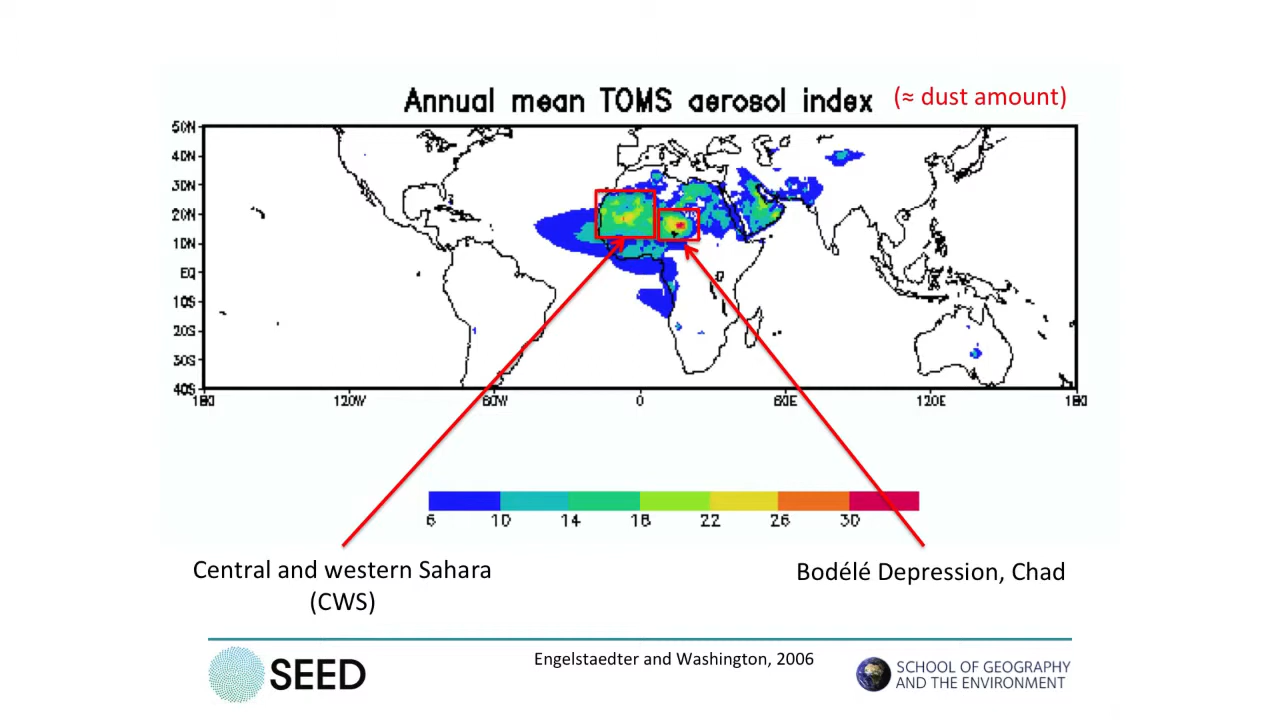 Annual mean TOMS aerosol index (≈ dust amount)
50N
40N
30N
20N
10N
EQ
10S
20S
30S
40S
180 120W 60W 0 60E 120E 180
6 10 14 18 22 26 30
Central and western Sahara
(CWS)
Bodélé Depression, Chad
Engelstaedter and Washington, 2006
SEED
SCHOOL OF GEOGRAPHY
AND THE ENVIRONMENT